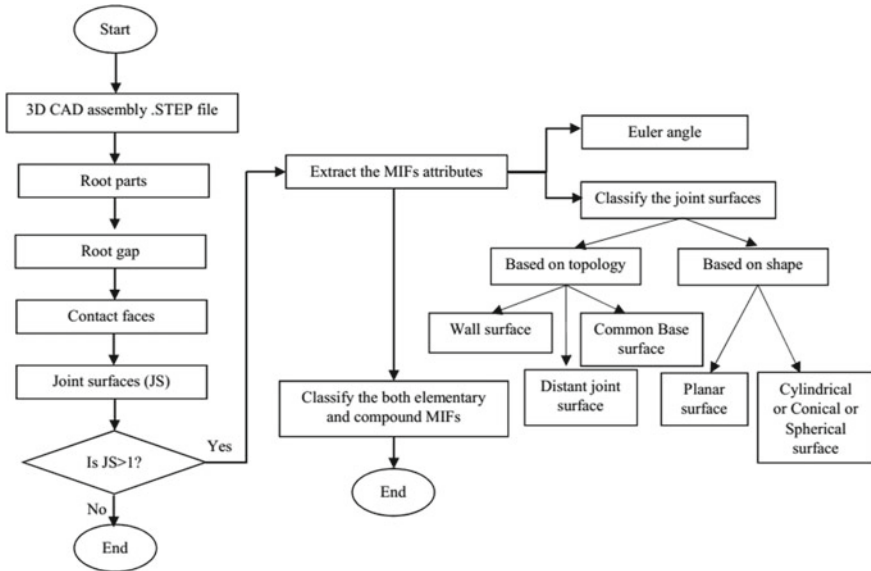 Start
3D CAD assembly .STEP file
Root parts
Root gap
Contact faces
Joint surfaces (JS)
Is JS>1?
Yes
No
End
Extract the MIFs attributes
Euler angle
Classify the joint surfaces
Based on topology
Based on shape
Wall surface
Common Base
surface
Distant joint
surface
Planar
surface
Cylindrical
or Conical or
Spherical
surface
Classify the both elementary
and compound MIFs
End